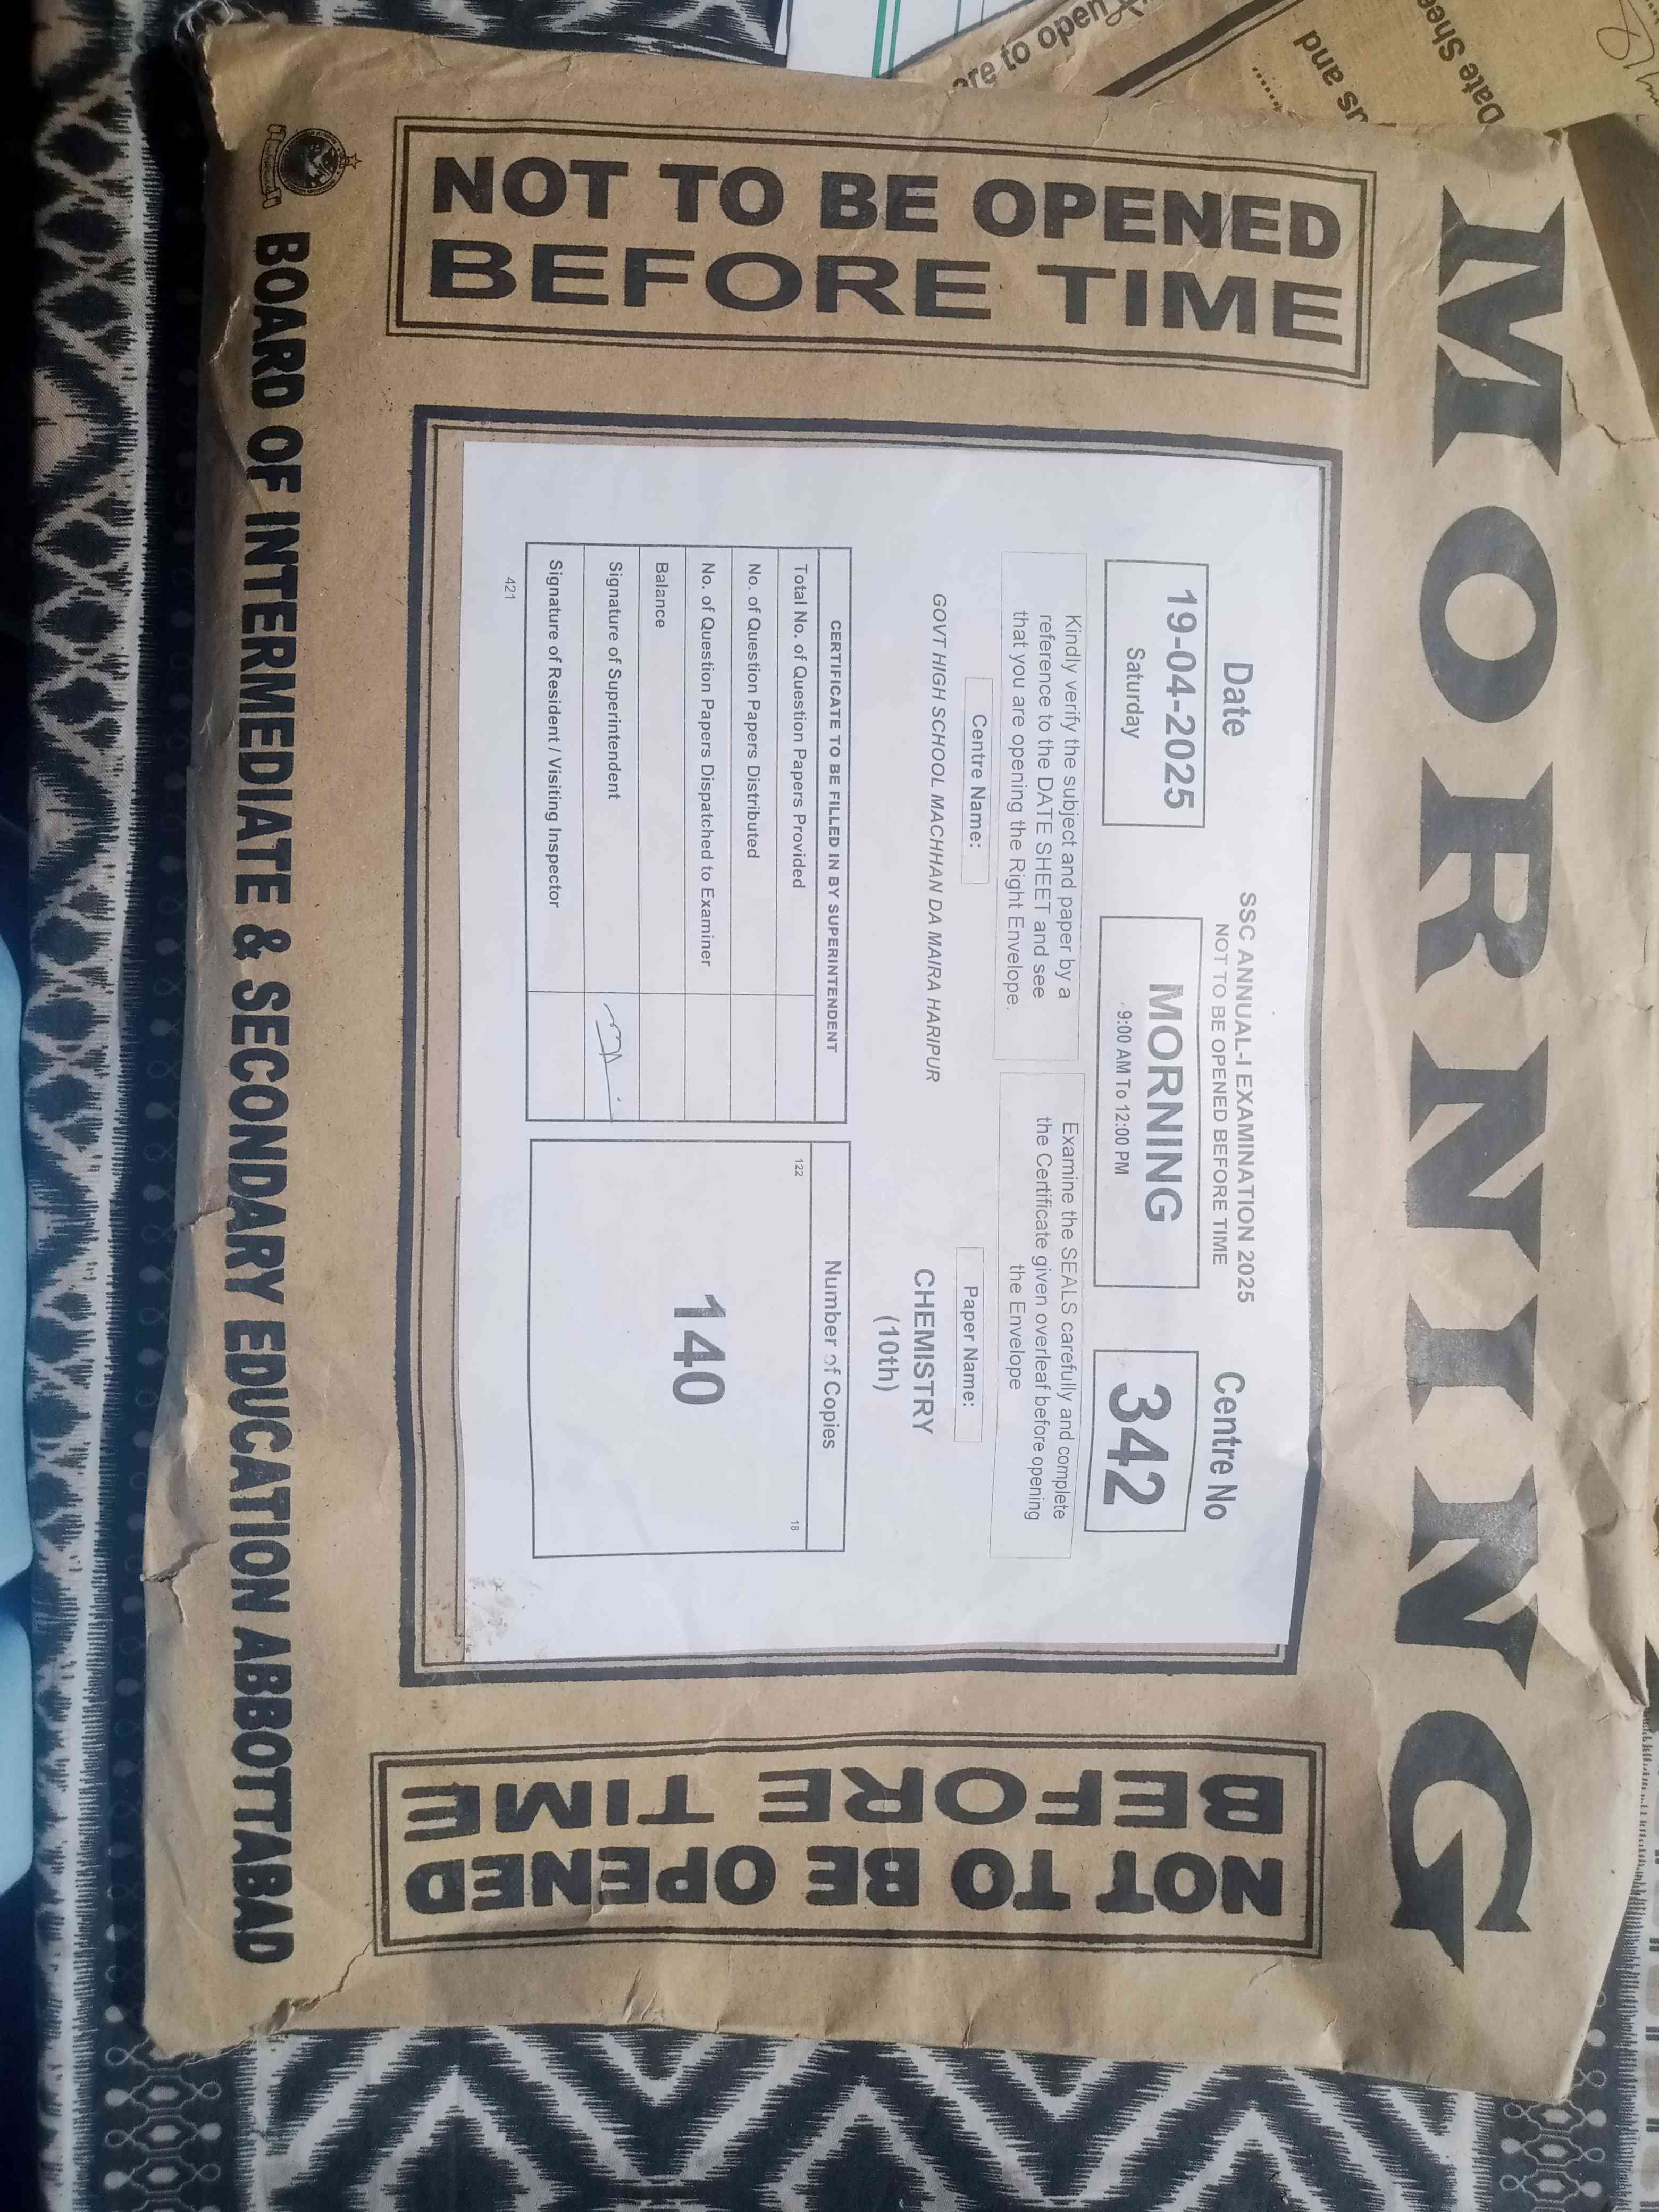 MORNING
NOT TO BE OPENED
BEFORE TIME
Date
19-04-2025
Saturday
SSC ANNUAL-I EXAMINATION 2025
NOT TO BE OPENED BEFORE TIME
MORNING
9:00 AM To 12:00 PM
Centre No
342
Kindly verify the subject and paper by a
reference to the DATE SHEET and see
that you are opening the Right Envelope.
Examine the SEALS carefully and complete
the Certificate given overleaf before opening
the Envelope
Centre Name:
GOVT HIGH SCHOOL MACHHAN DA MAIRA HARIPUR
Paper Name:
CHEMISTRY
(10th)
CERTIFICATE TO BE FILLED IN BY SUPERINTENDENT
Total No. of Question Papers Provided
No. of Question Papers Distributed
No. of Question Papers Dispatched to Examiner
Balance
Signature of Superintendent
Signature of Resident / Visiting Inspector
421
Number of Copies
122
18
140
NOT TO BE OPENED
BEFORE TIME
BOARD OF INTERMEDIATE & SECONDARY EDUCATION ABBOTTABAD
to open
us and
Date Shee